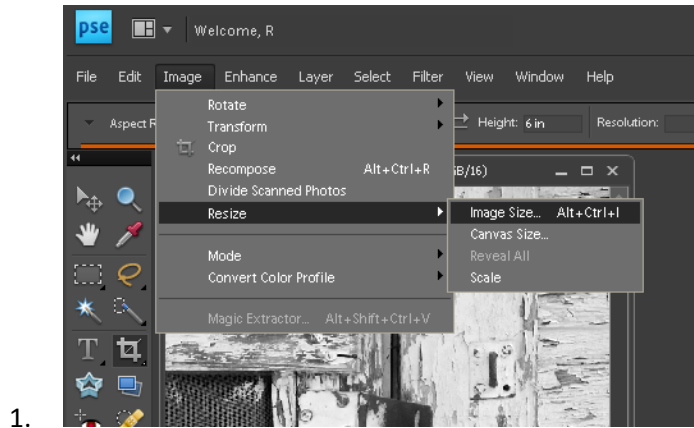 pse Welcome, R
File Edit Image Enhance Layer Select Filter View Window Help
Aspect R Height: 6 in Resolution:
Rotate
Transform
Crop
Recompose Alt+Ctrl+R
B/16)
Divide Scanned Photos
Resize
Image Size... Alt+Ctrl+I
Canvas Size...
Mode
Reveal All
Convert Color Profile
Scale
Magic Extractor... Alt+Shift+Ctrl+V
T
1.